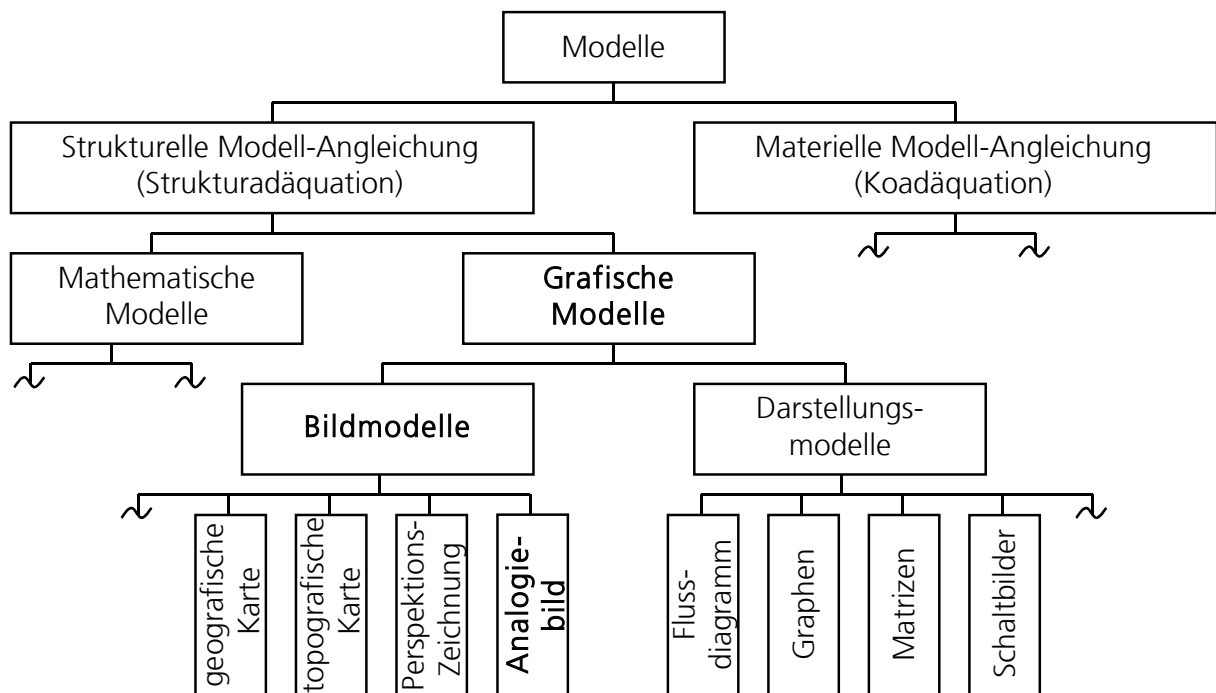 Modelle
Strukturelle Modell-Angleichung
(Strukturadäquation)
Materielle Modell-Angleichung
(Koadäquation)
Mathematische
Modelle
Grafische
Modelle
Bildmodelle
Darstellungs-
modelle
geografische
Karte
topografische
Karte
Perspektions-
Zeichnung
Analogie-
bild
Fluss-
diagramm
Graphen
Matrizen
Schaltbilder